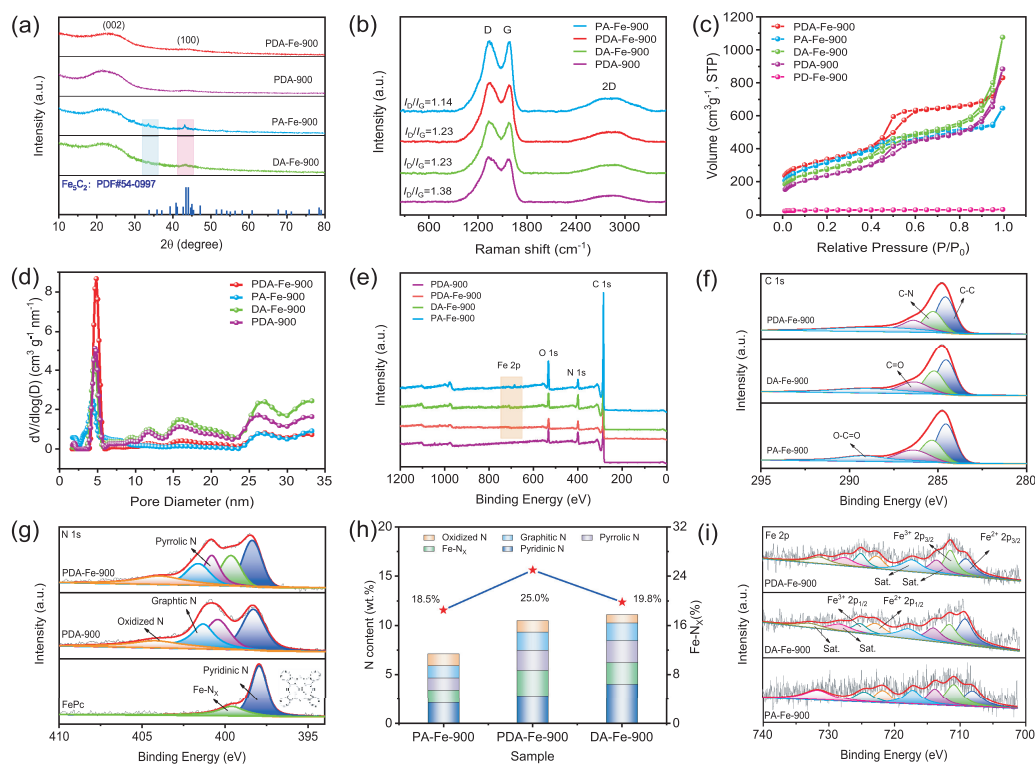 (a)
(002)
(100)
PDA-Fe-900
PDA-900
PA-Fe-900
DA-Fe-900
Fe5C2: PDF#54-0997
Intensity (a.u.)
10 20 30 40 50 60 70 80
2θ (degree)
(b)
PA-Fe-900
PDA-Fe-900
DA-Fe-900
PDA-900
D G
2D
ID/IG=1.14
ID/IG=1.23
ID/IG=1.23
ID/IG=1.38
Intensity (a.u.)
600 1200 1800 2400 3000
Raman shift (cm-1)
(c)
PDA-Fe-900
PA-Fe-900
DA-Fe-900
PDA-900
PD-Fe-900
Volume (cm3g-1, STP)
1200
1000
800
600
400
200
0
0.0 0.2 0.4 0.6 0.8 1.0
Relative Pressure (P/P0)
(d)
PDA-Fe-900
PA-Fe-900
DA-Fe-900
PDA-900
dV/dlog(D) (cm3 g-1 nm-1)
8
6
4
2
0
0 5 10 15 20 25 30 35
Pore Diameter (nm)
(e)
PDA-900
PDA-Fe-900
DA-Fe-900
PA-Fe-900
C 1s
O 1s
N 1s
Fe 2p
Intensity (a.u.)
1200 1000 800 600 400 200 0
Binding Energy (eV)
(f)
C 1s
C-N
C-C
PDA-Fe-900
C=O
DA-Fe-900
O-C=O
PA-Fe-900
Intensity (a.u.)
295 290 285 280
Binding Energy (eV)
(g)
N 1s
Pyrrolic N
PDA-Fe-900
Graphtic N
Oxidized N
PDA-900
Pyridinic N
Fe-NX
FePc
Intensity (a.u.)
410 405 400 395
Binding Energy (eV)
(h)
Oxidized N Graphitic N Pyrrolic N
Fe-NX Pyridinic N
18.5%
25.0%
19.8%
N content (wt.%)
20
15
10
5
0
Fe-NX(%)
32
24
16
8
0
PA-Fe-900 PDA-Fe-900 DA-Fe-900
Sample
(i)
Fe 2p
Fe3+ 2p3/2
Fe2+ 2p3/2
PDA-Fe-900
Sat.
Sat.
Fe3+ 2p1/2
Fe2+ 2p1/2
DA-Fe-900
Sat.
Sat.
PA-Fe-900
Intensity (a.u.)
740 730 720 710 700
Binding Energy (eV)